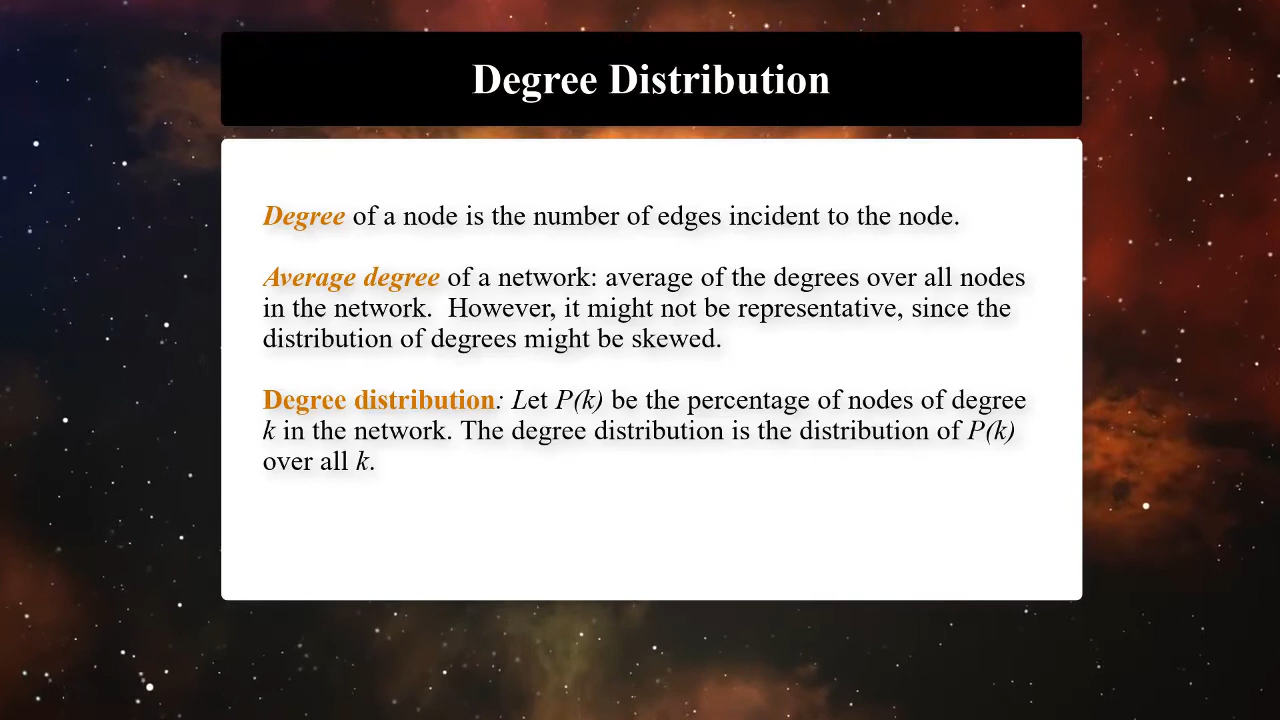 Degree Distribution
Degree of a node is the number of edges incident to the node.
Average degree of a network: average of the degrees over all nodes
in the network.  However, it might not be representative, since the
distribution of degrees might be skewed.
Degree distribution: Let P(k) be the percentage of nodes of degree
k in the network. The degree distribution is the distribution of P(k)
over all k.